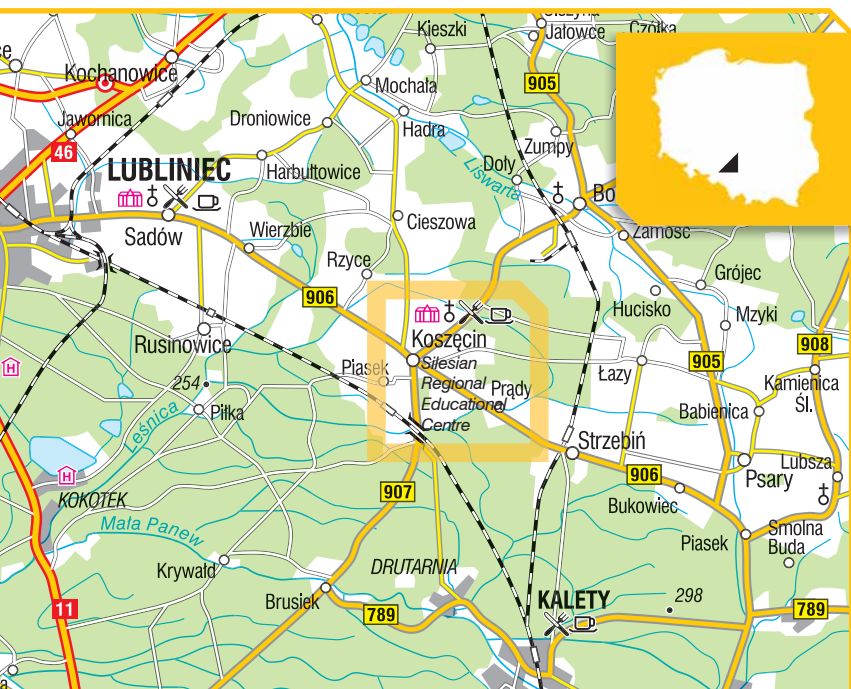 Kieszki
Jałowce
Czółka
Kochanowice
Mochała
905
Jawornica
Droniowice
Hadra
Zumpy
46
LUBLINIEC
Harbułtowice
Doły
Liswarta
Bo
Sadów
Wierzbie
Cieszowa
Zamość
Rzyce
Grójec
906
Hucisko
Mzyki
Rusinowice
Koszęcin
908
H
Piasek
Silesian
Regional
Educational
Centre
Prądy
Łazy
905
Kamienica
Śl.
254
Leśnica
Piłka
Babienica
Strzebiń
H
KOKOTEK
907
906
Psary
Lubsza
Bukowiec
Mała Panew
Piasek
Smolna
Buda
Krywałd
DRUTARNIA
Brusiek
KALETY
298
11
789
789